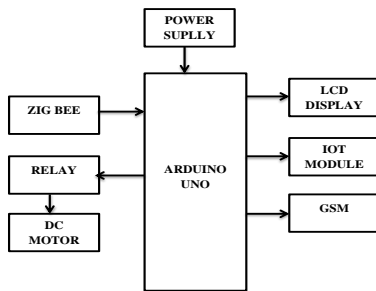 POWER
SUPLLY
ZIG BEE
RELAY
DC
MOTOR
ARDUINO
UNO
LCD
DISPLAY
IOT
MODULE
GSM